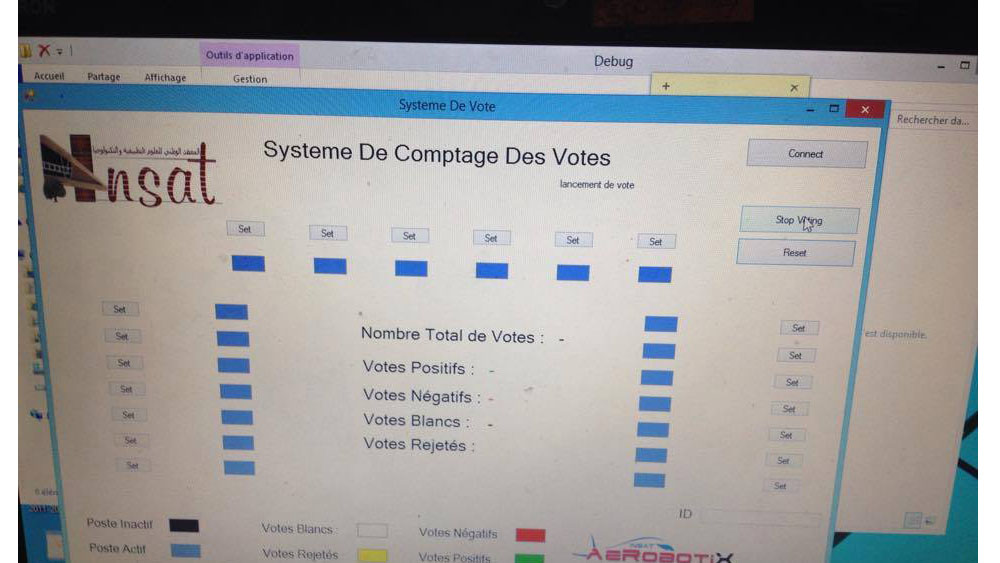 Outils d'application
Debug
Accueil Partage Affichage Gestion
Systeme De Vote
Rechercher da...
المعهد الوطني للعلوم التطبيقية والتكنولوجيا
Insat
Systeme De Comptage Des Votes
lancement de vote
Connect
Stop Voting
Reset
Set Set Set Set Set Set
Set Set
Set Set
Set Set
Set Set
Set Set
Set Set
Set Set
Nombre Total de Votes : -
Votes Positifs : -
Votes Négatifs : -
Votes Blancs : -
Votes Rejetés :
est disponible.
ID
Poste Inactif Votes Blancs Votes Négatifs
Poste Actif Votes Rejetés Votes Positifs
INSAT
AEROBOTIX